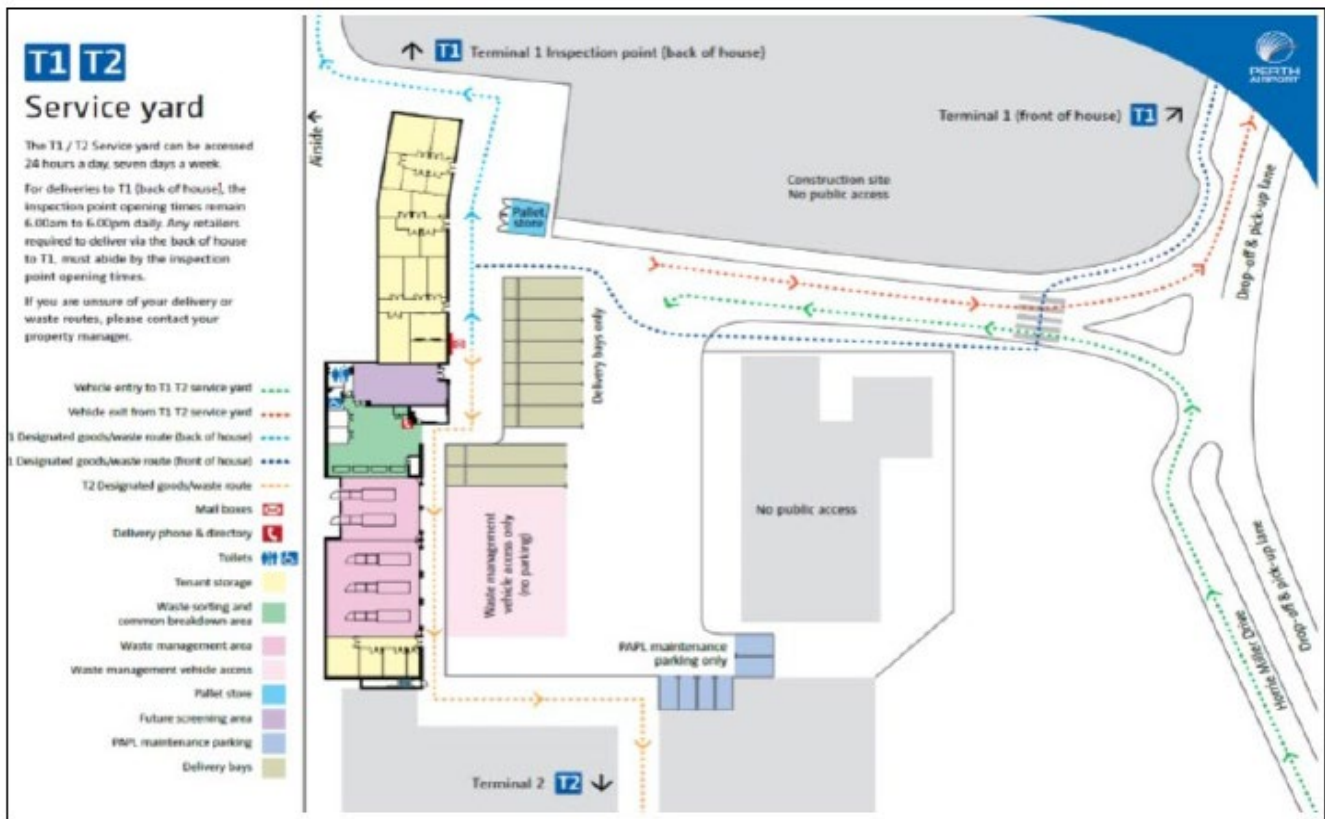 T1 T2
Service yard
The T1 / T2 Service yard can be accessed
24 hours a day, seven days a week.
For deliveries to T1 (back of house), the
inspection point opening times remain
6.00am to 6.00pm daily. Any retailers
required to deliver via the back of house
to T1, must abide by the inspection
point opening times.
If you are unsure of your delivery or
waste routes, please contact your
property manager.
Vehicle entry to T1 T2 service yard
Vehicle exit from T1 T2 service yard
1 Designated goods/waste route (back of house)
1 Designated goods/waste route (front of house)
T2 Designated goods/waste route
Mail boxes
Delivery phone & directory
Toilets
Tenant storage
Waste sorting and
common breakdown area
Waste management area
Waste management vehicle access
Pallet store
Future screening area
PAPL maintenance parking
Delivery bays
Airside
T1 Terminal 1 Inspection point (back of house)
Terminal 1 (front of house) T1
PERTH
AIRPORT
Construction site
No public access
Pallet
store
Drop-off & pick-up lane
Delivery bays only
No public access
Waste management
vehicle access only
(no parking)
PAPL maintenance
parking only
Horrie Miller Drive
Drop-off & pick-up lane
Terminal 2 T2